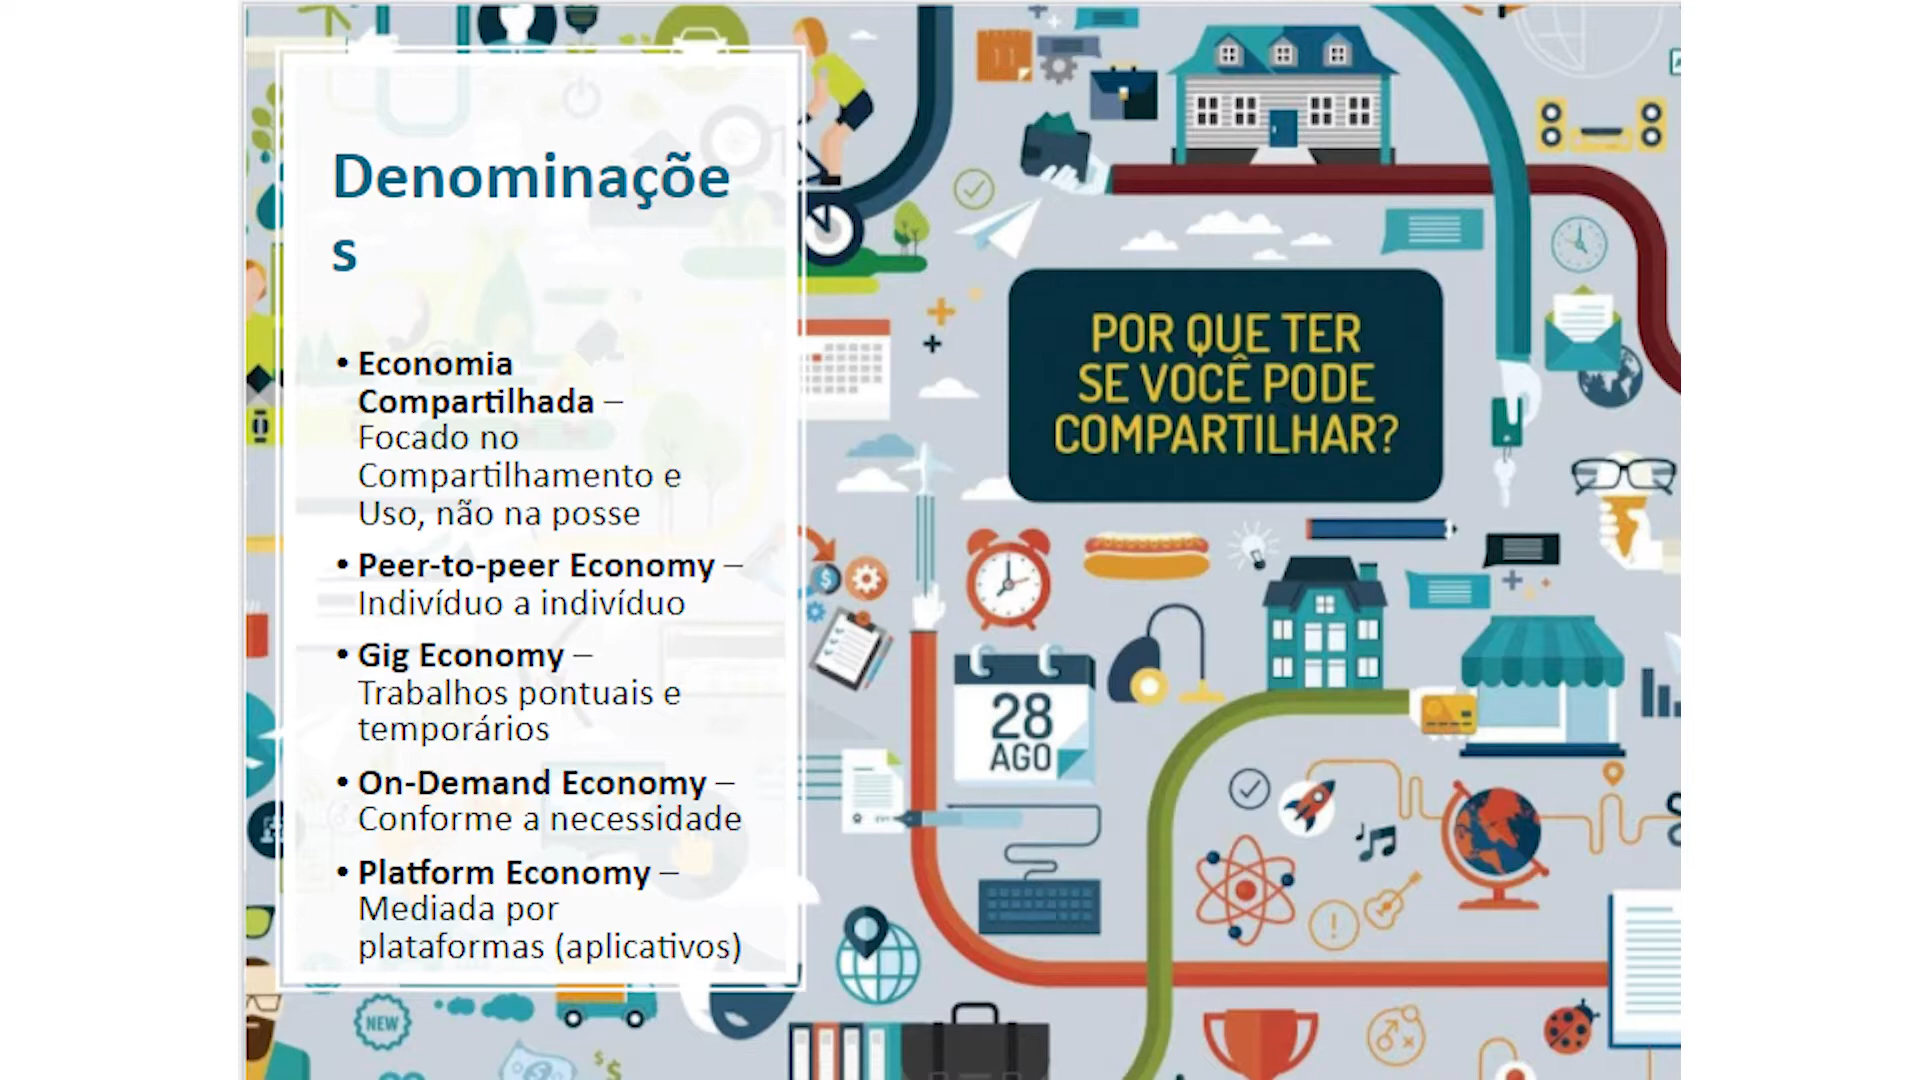 Denominaçõe
s
• Economia
Compartilhada –
Focado no
Compartilhamento e
Uso, não na posse
• Peer-to-peer Economy –
Indivíduo a indivíduo
• Gig Economy –
Trabalhos pontuais e
temporários
• On-Demand Economy –
Conforme a necessidade
• Platform Economy –
Mediada por
plataformas (aplicativos)
11
POR QUE TER
SE VOCÊ PODE
COMPARTILHAR?
28
AGO
NEW